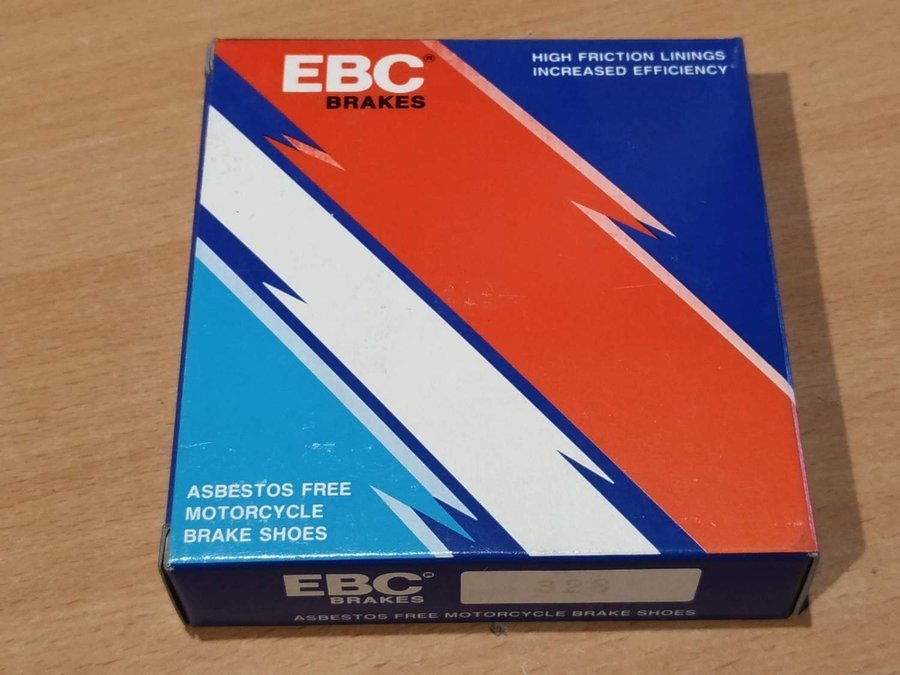 EBC®
BRAKES
HIGH FRICTION LININGS
INCREASED EFFICIENCY
ASBESTOS FREE
MOTORCYCLE
BRAKE SHOES
EBC®
BRAKES
328
ASBESTOS FREE MOTORCYCLE BRAKE SHOES